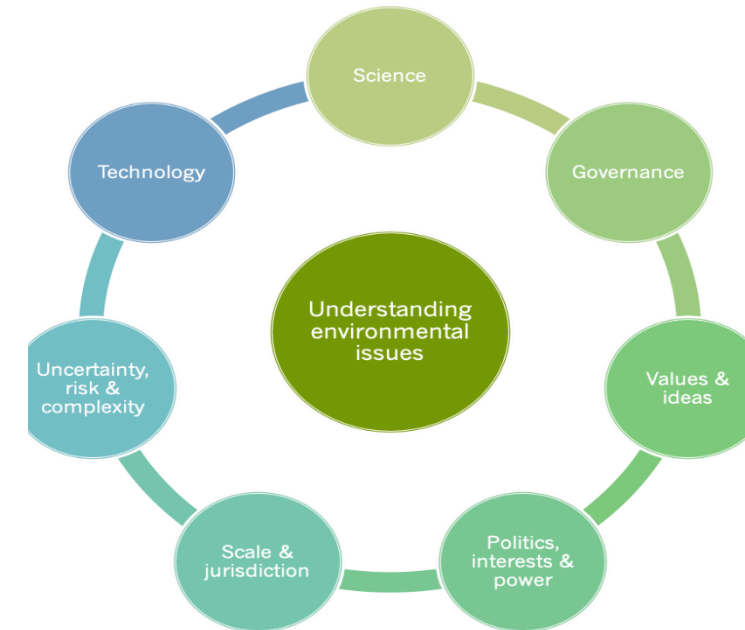 Science
Technology
Governance
Understanding
environmental
issues
Uncertainty,
risk &
complexity
Values &
ideas
Scale &
jurisdiction
Politics,
interests &
power